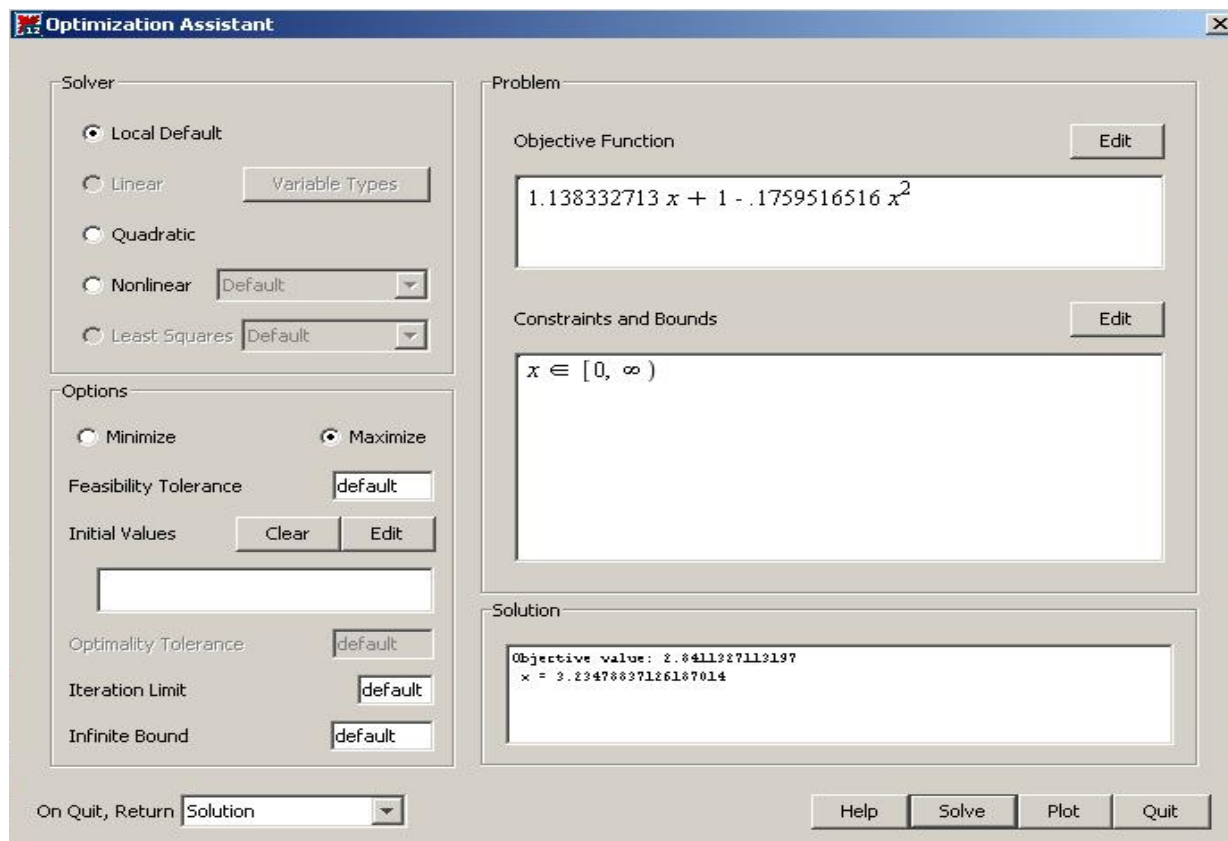 Optimization Assistant
Solver
Local Default
Linear
Variable Types
Quadratic
Nonlinear
Default
Least Squares
Default
Options
Minimize
Maximize
Feasibility Tolerance
default
Initial Values
Clear
Edit
Optimality Tolerance
default
Iteration Limit
default
Infinite Bound
default
On Quit, Return
Solution
Problem
Objective Function
Edit
1.138332713 x + 1 - .1759516516 x²
Constraints and Bounds
Edit
x ∈ [0, ∞)
Solution
Objective value: 2.8411327113197
x = 3.23478837126187014
Help
Solve
Plot
Quit